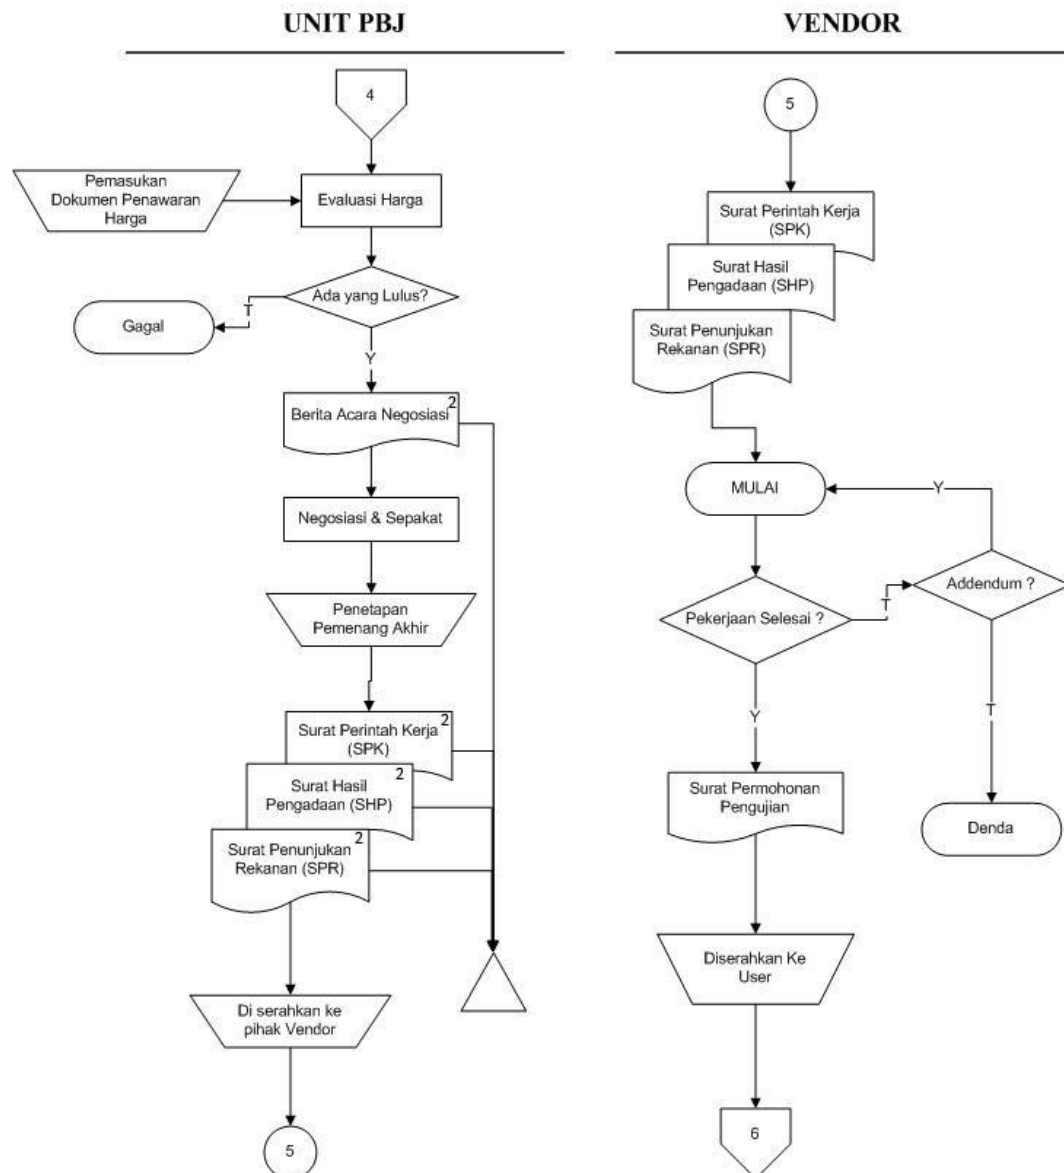 UNIT PBJ
4
Pemasukan
Dokumen Penawaran
Harga
Evaluasi Harga
Ada yang Lulus?
T
Gagal
Y
Berita Acara Negosiasi
2
Negosiasi & Sepakat
Penetapan
Pemenang Akhir
Surat Perintah Kerja
(SPK)
2
Surat Hasil
Pengadaan (SHP)
2
Surat Penunjukan
Rekanan (SPR)
2
Di serahkan ke
pihak Vendor
5
VENDOR
5
Surat Perintah Kerja
(SPK)
Surat Hasil
Pengadaan (SHP)
Surat Penunjukan
Rekanan (SPR)
MULAI
Y
Pekerjaan Selesai ?
T
Addendum ?
Y
T
Surat Permohonan
Pengujian
Denda
Diserahkan Ke
User
6